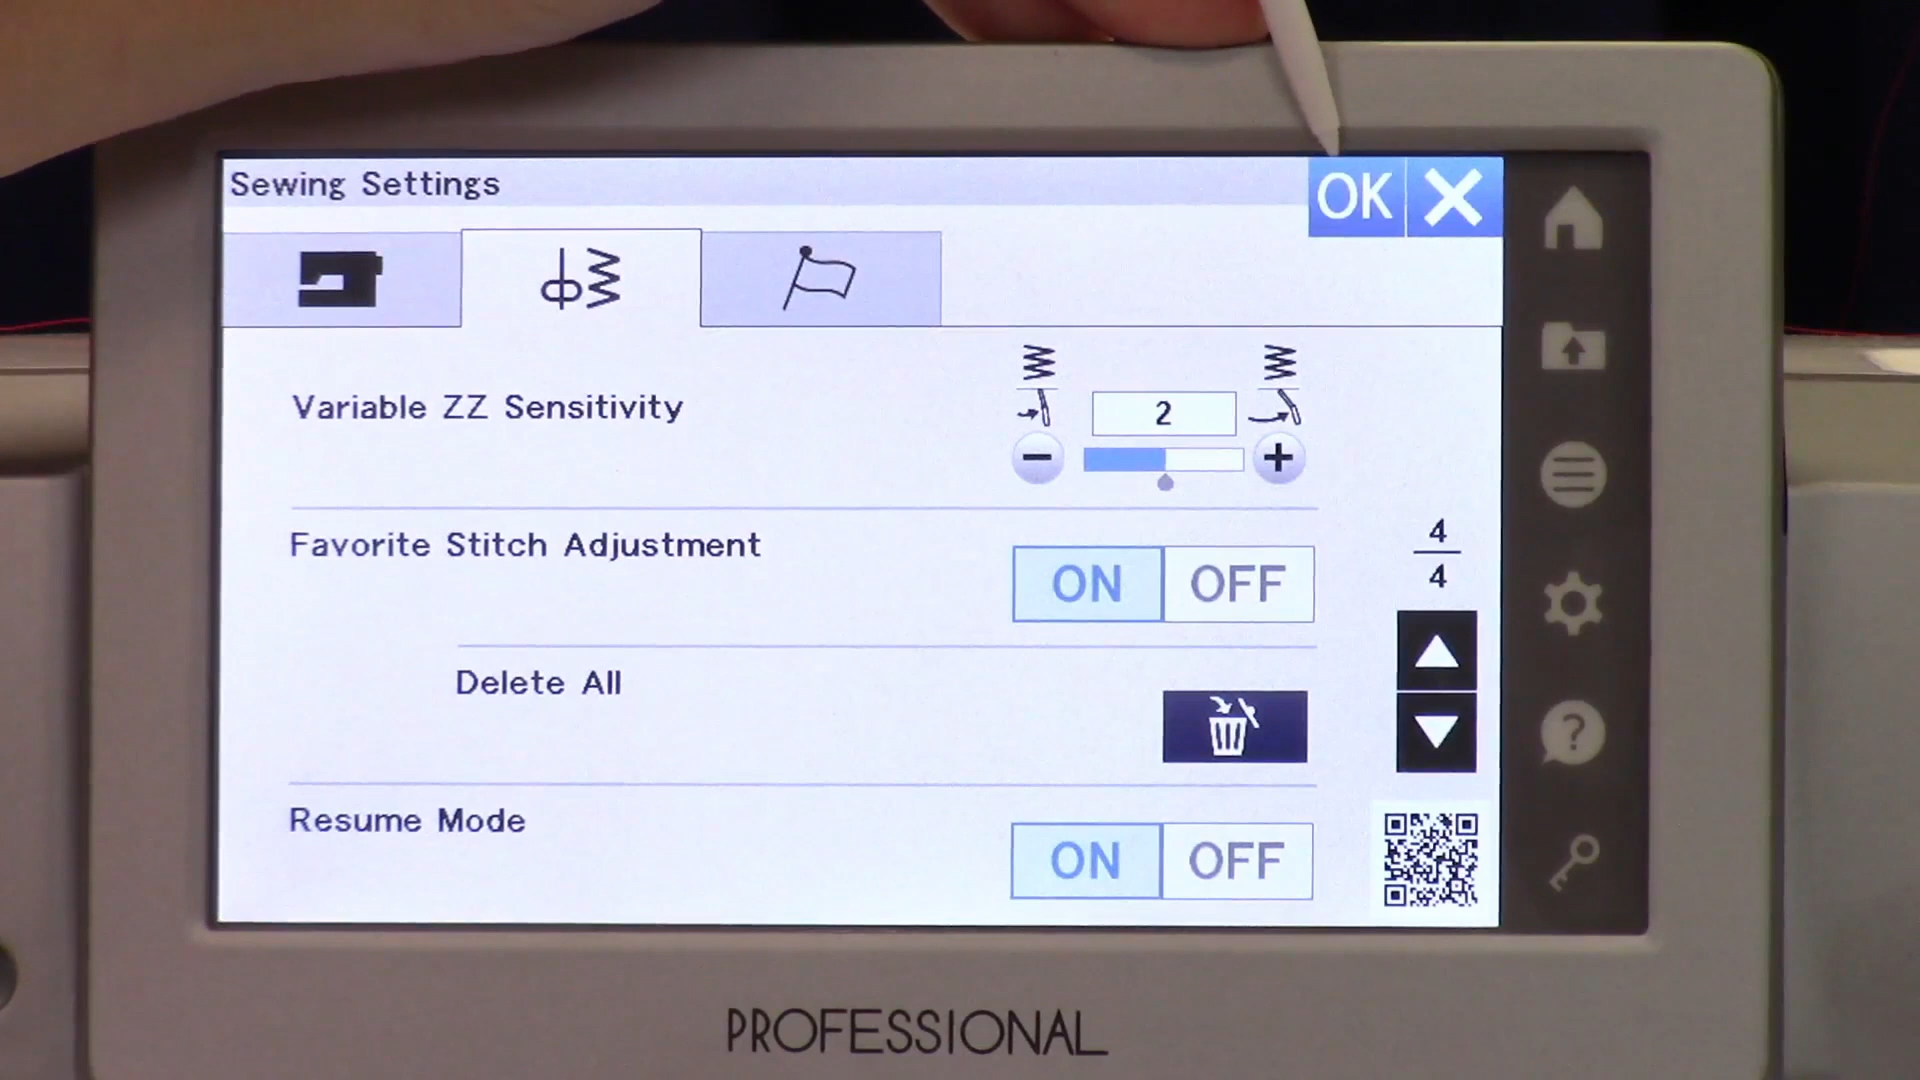 Sewing Settings
OK
Variable ZZ Sensitivity
2
Favorite Stitch Adjustment
ON OFF
4
4
Delete All
Resume Mode
ON OFF
PROFESSIONAL